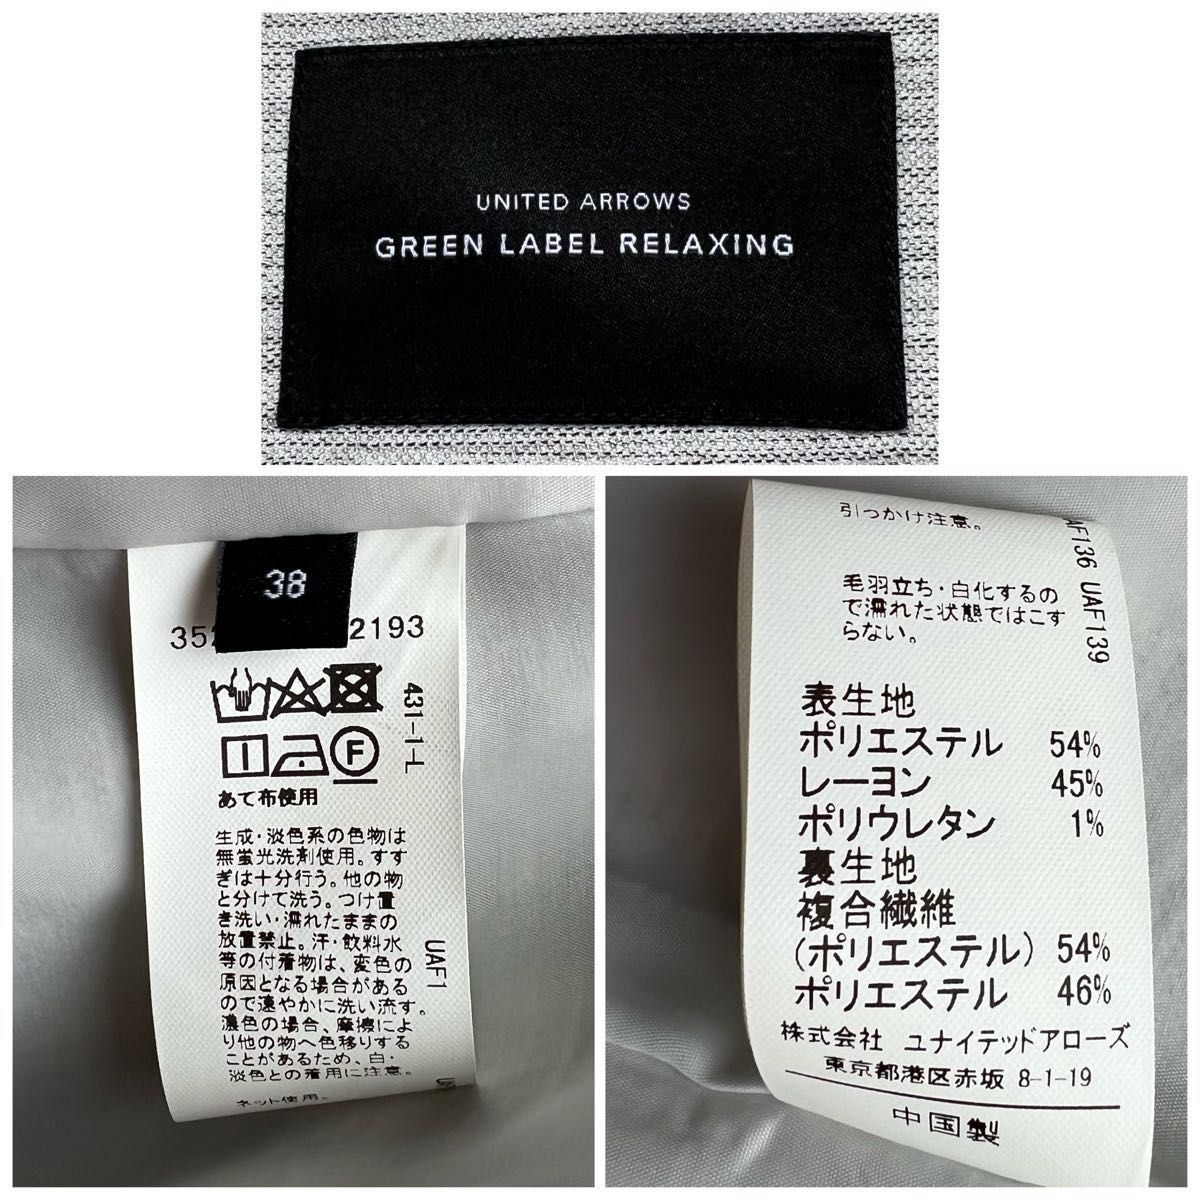 UNITED ARROWS
GREEN LABEL RELAXING
38
352
2193
431-1-L
F
あて布使用
生成・淡色系の色物は
無蛍光洗剤使用。すす
ぎは十分行う。他の物
と分けて洗う。つけ置
き洗い・濡れたままの
放置禁止。汗・飲料水
等の付着物は、変色の
原因となる場合がある
ので速やかに洗い流す。
濃色の場合、摩擦によ
り他の物へ色移りする
ことがあるため、白・
淡色との着用に注意。
ネット使用。
UAF1
引っかけ注意。
毛羽立ち・白化するの
で濡れた状態ではこす
らない。
AF136 UAF139
表生地
ポリエステル 54%
レーヨン 45%
ポリウレタン 1%
裏生地
複合繊維
(ポリエステル) 54%
ポリエステル 46%
株式会社 ユナイテッドアローズ
東京都港区赤坂 8-1-19
中国製